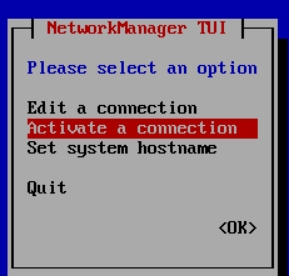 NetworkManager TUI
Please select an option
Edit a connection
Activate a connection
Set system hostname
Quit
<OK>